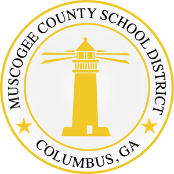 MUSCOGEE COUNTY SCHOOL DISTRICT
COLUMBUS, GA